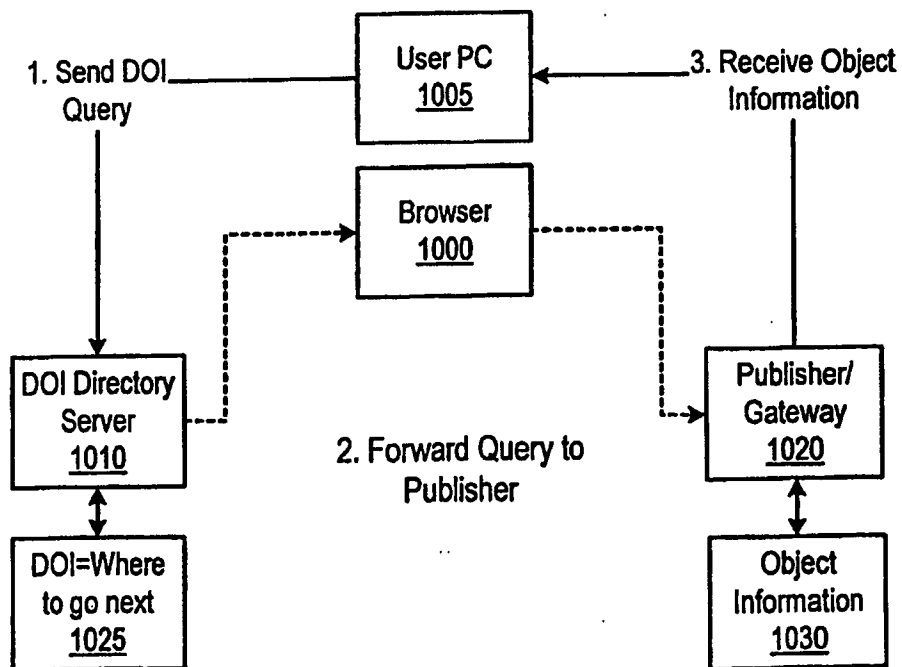 1. Send DOI
Query
User PC
1005
3. Receive Object
Information
Browser
1000
DOI Directory
Server
1010
2. Forward Query to
Publisher
Publisher/
Gateway
1020
DOI=Where
to go next
1025
Object
Information
1030